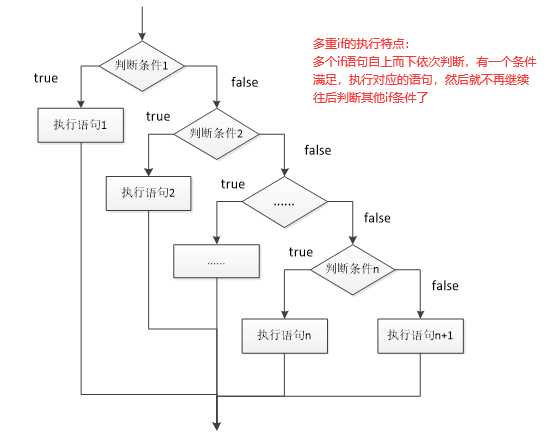 多重if的执行特点:
多个if语句自上而下依次判断，有一个条件
满足，执行对应的语句，然后就不再继续
往后判断其他if条件了
判断条件1
true
false
执行语句1
判断条件2
true
false
执行语句2
......
true
false
......
判断条件n
true
false
执行语句n
执行语句n+1